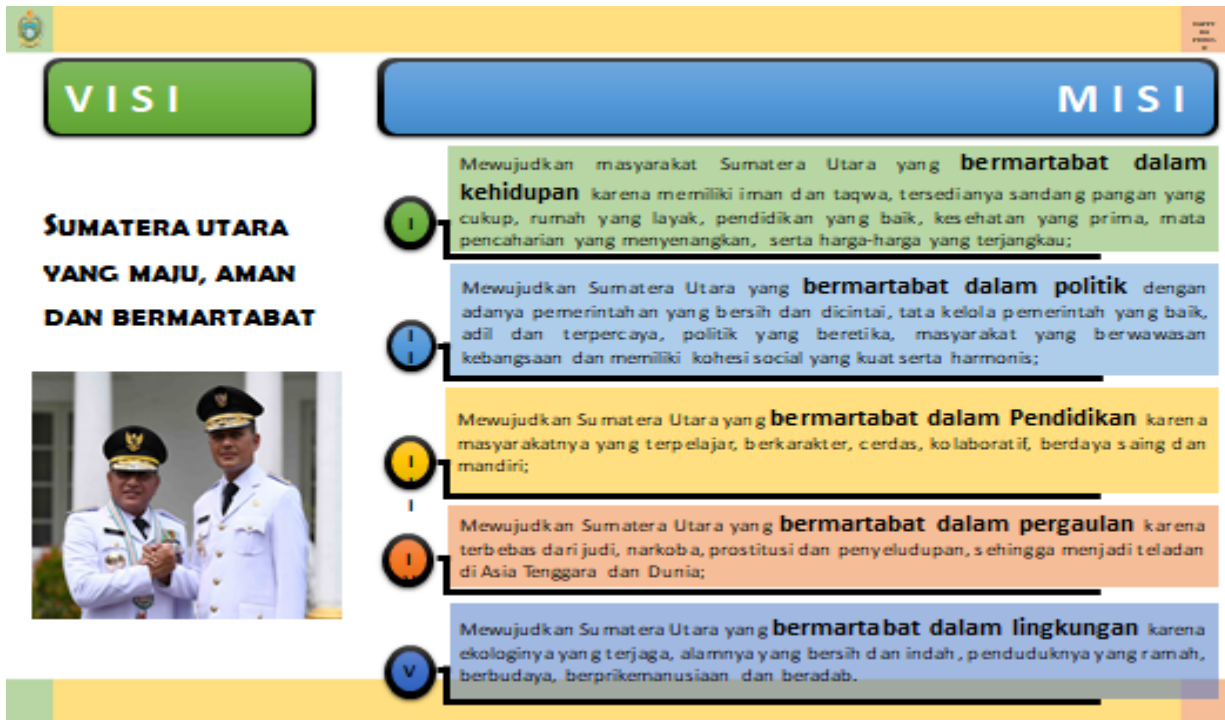 VISI
MISI
SUMATERA UTARA
YANG MAJU, AMAN
DAN BERMARTABAT
I
Mewujudkan masyarakat Sumatera Utara yang bermartabat dalam
kehidupan karena memiliki iman dan taqwa, tersedianya sandang pangan yang
cukup, rumah yang layak, pendidikan yang baik, kesehatan yang prima, mata
pencaharian yang menyenangkan, serta harga-harga yang terjangkau;
I
I
Mewujudkan Sumatera Utara yang bermartabat dalam politik dengan
adanya pemerintahan yang bersih dan dicintai, tata kelola pemerintah yang baik,
adil dan terpercaya, politik yang beretika, masyarakat yang berwawasan
kebangsaan dan memiliki kohesi social yang kuat serta harmonis;
I
I
I
Mewujudkan Sumatera Utara yang bermartabat dalam Pendidikan karena
masyarakatnya yang terpelajar, berkarakter, cerdas, kolaboratif, berdaya saing dan
mandiri;
I
Mewujudkan Sumatera Utara yang bermartabat dalam pergaulan karena
terbebas dari judi, narkoba, prostitusi dan penyeludupan, sehingga menjadi teladan
di Asia Tenggara dan Dunia;
V
Mewujudkan Sumatera Utara yang bermartabat dalam lingkungan karena
ekologinya yang terjaga, alamnya yang bersih dan indah, penduduknya yang ramah,
berbudaya, berprikemanusiaan dan beradab.